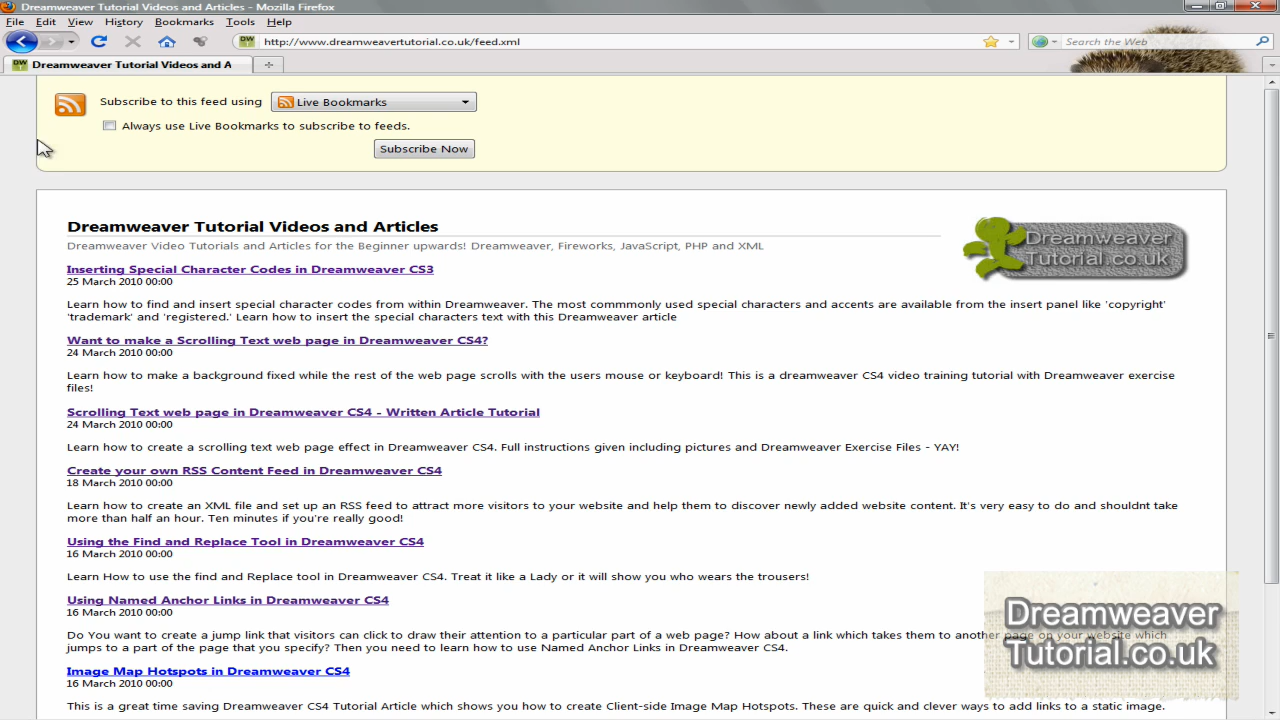 Dreamweaver Tutorial Videos and Articles - Mozilla Firefox
File Edit View History Bookmarks Tools Help
http://www.dreamweavertutorial.co.uk/feed.xml
Search the Web
Dreamweaver Tutorial Videos and A
Subscribe to this feed using Live Bookmarks
Always use Live Bookmarks to subscribe to feeds.
Subscribe Now
Dreamweaver Tutorial Videos and Articles
Dreamweaver Video Tutorials and Articles for the Beginner upwards! Dreamweaver, Fireworks, JavaScript, PHP and XML
Dreamweaver
Tutorial.co.uk
Inserting Special Character Codes in Dreamweaver CS3
25 March 2010 00:00
Learn how to find and insert special character codes from within Dreamweaver. The most commmonly used special characters and accents are available from the insert panel like 'copyright'
'trademark' and 'registered.' Learn how to insert the special characters text with this Dreamweaver article
Want to make a Scrolling Text web page in Dreamweaver CS4?
24 March 2010 00:00
Learn how to make a background fixed while the rest of the web page scrolls with the users mouse or keyboard! This is a dreamweaver CS4 video training tutorial with Dreamweaver exercise
files!
Scrolling Text web page in Dreamweaver CS4 - Written Article Tutorial
24 March 2010 00:00
Learn how to create a scrolling text web page effect in Dreamweaver CS4. Full instructions given including pictures and Dreamweaver Exercise Files - YAY!
Create your own RSS Content Feed in Dreamweaver CS4
18 March 2010 00:00
Learn how to create an XML file and set up an RSS feed to attract more visitors to your website and help them to discover newly added website content. It's very easy to do and shouldnt take
more than half an hour. Ten minutes if you're really good!
Using the Find and Replace Tool in Dreamweaver CS4
16 March 2010 00:00
Learn How to use the find and Replace tool in Dreamweaver CS4. Treat it like a Lady or it will show you who wears the trousers!
Using Named Anchor Links in Dreamweaver CS4
16 March 2010 00:00
Do You want to create a jump link that visitors can click to draw their attention to a particular part of a web page? How about a link which takes them to another page on your website which
jumps to a part of the page that you specify? Then you need to learn how to use Named Anchor Links in Dreamweaver CS4.
Image Map Hotspots in Dreamweaver CS4
16 March 2010 00:00
This is a great time saving Dreamweaver CS4 Tutorial Article which shows you how to create Client-side Image Map Hotspots. These are quick and clever ways to add links to a static image.
Dreamweaver
Tutorial.co.uk